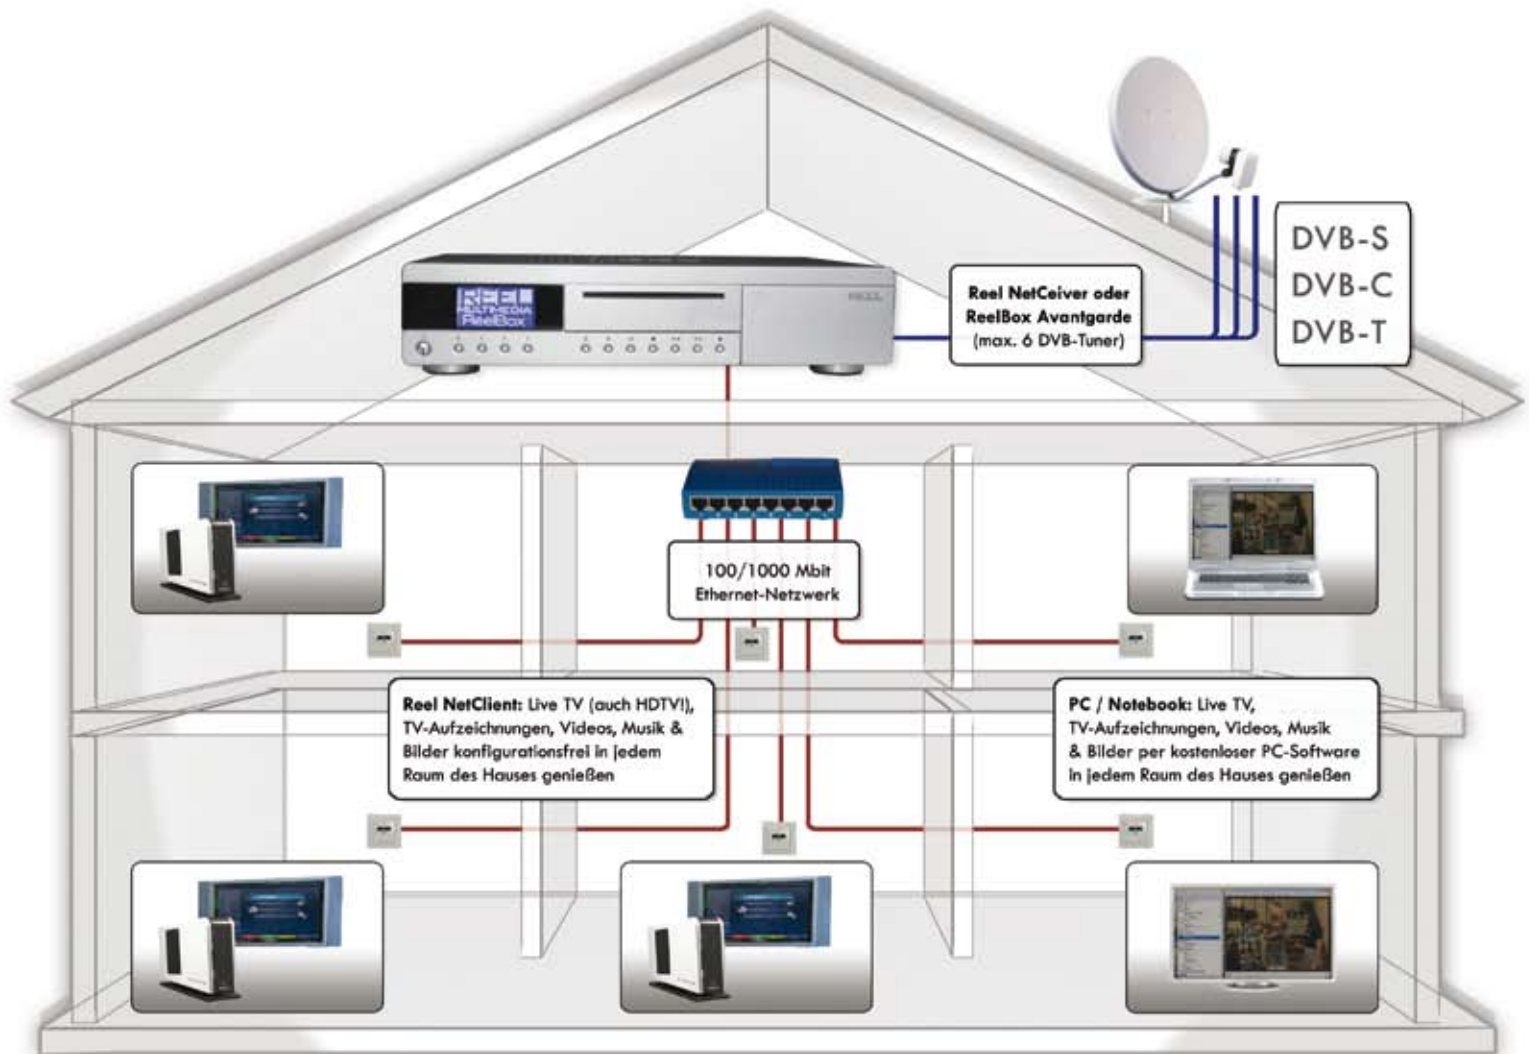 DVB-S
DVB-C
DVB-T
Reel NetCeiver oder
ReelBox Avantgarde
(max. 6 DVB-Tuner)
REEL
MULTIMEDIA
ReelBox
REEL
100/1000 Mbit
Ethernet-Netzwerk
Reel NetClient: Live TV (auch HDTV!),
TV-Aufzeichnungen, Videos, Musik &
Bilder konfigurationsfrei in jedem
Raum des Hauses genießen
PC / Notebook: Live TV,
TV-Aufzeichnungen, Videos, Musik
& Bilder per kostenloser PC-Software
in jedem Raum des Hauses genießen